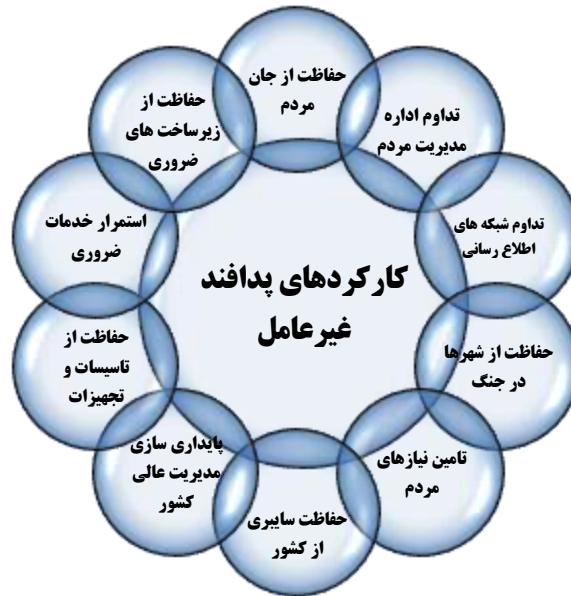 کارکردهای پدافند
غیرعامل
حفاظت از جان
مردم
تداوم اداره
مدیریت مردم
تداوم شبکه های
اطلاع رسانی
حفاظت از شهرها
در جنگ
تامین نیازهای
مردم
حفاظت سایبری
از کشور
پایداری سازی
مدیریت عالی
کشور
حفاظت از
تاسیسات و
تجهیزات
استمرار خدمات
ضروری
حفاظت از
زیرساخت های
ضروری